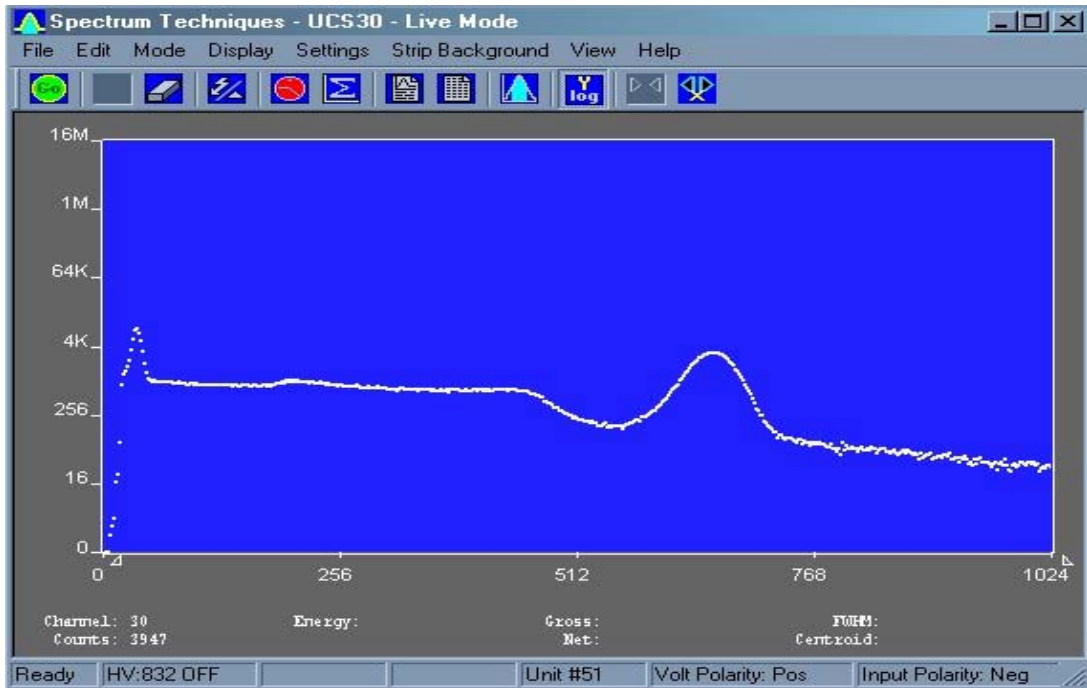 Spectrum Techniques - UCS30 - Live Mode
File Edit Mode Display Settings Strip Background View Help
Go Y log
16M
1M
64K
4K
256
16
0
0 256 512 768 1024
Channel: 30 Energy: Gross: FWHM:
Counts: 3947 Net: Centroid:
Ready HV:832 OFF Unit #51 Volt Polarity: Pos Input Polarity: Neg